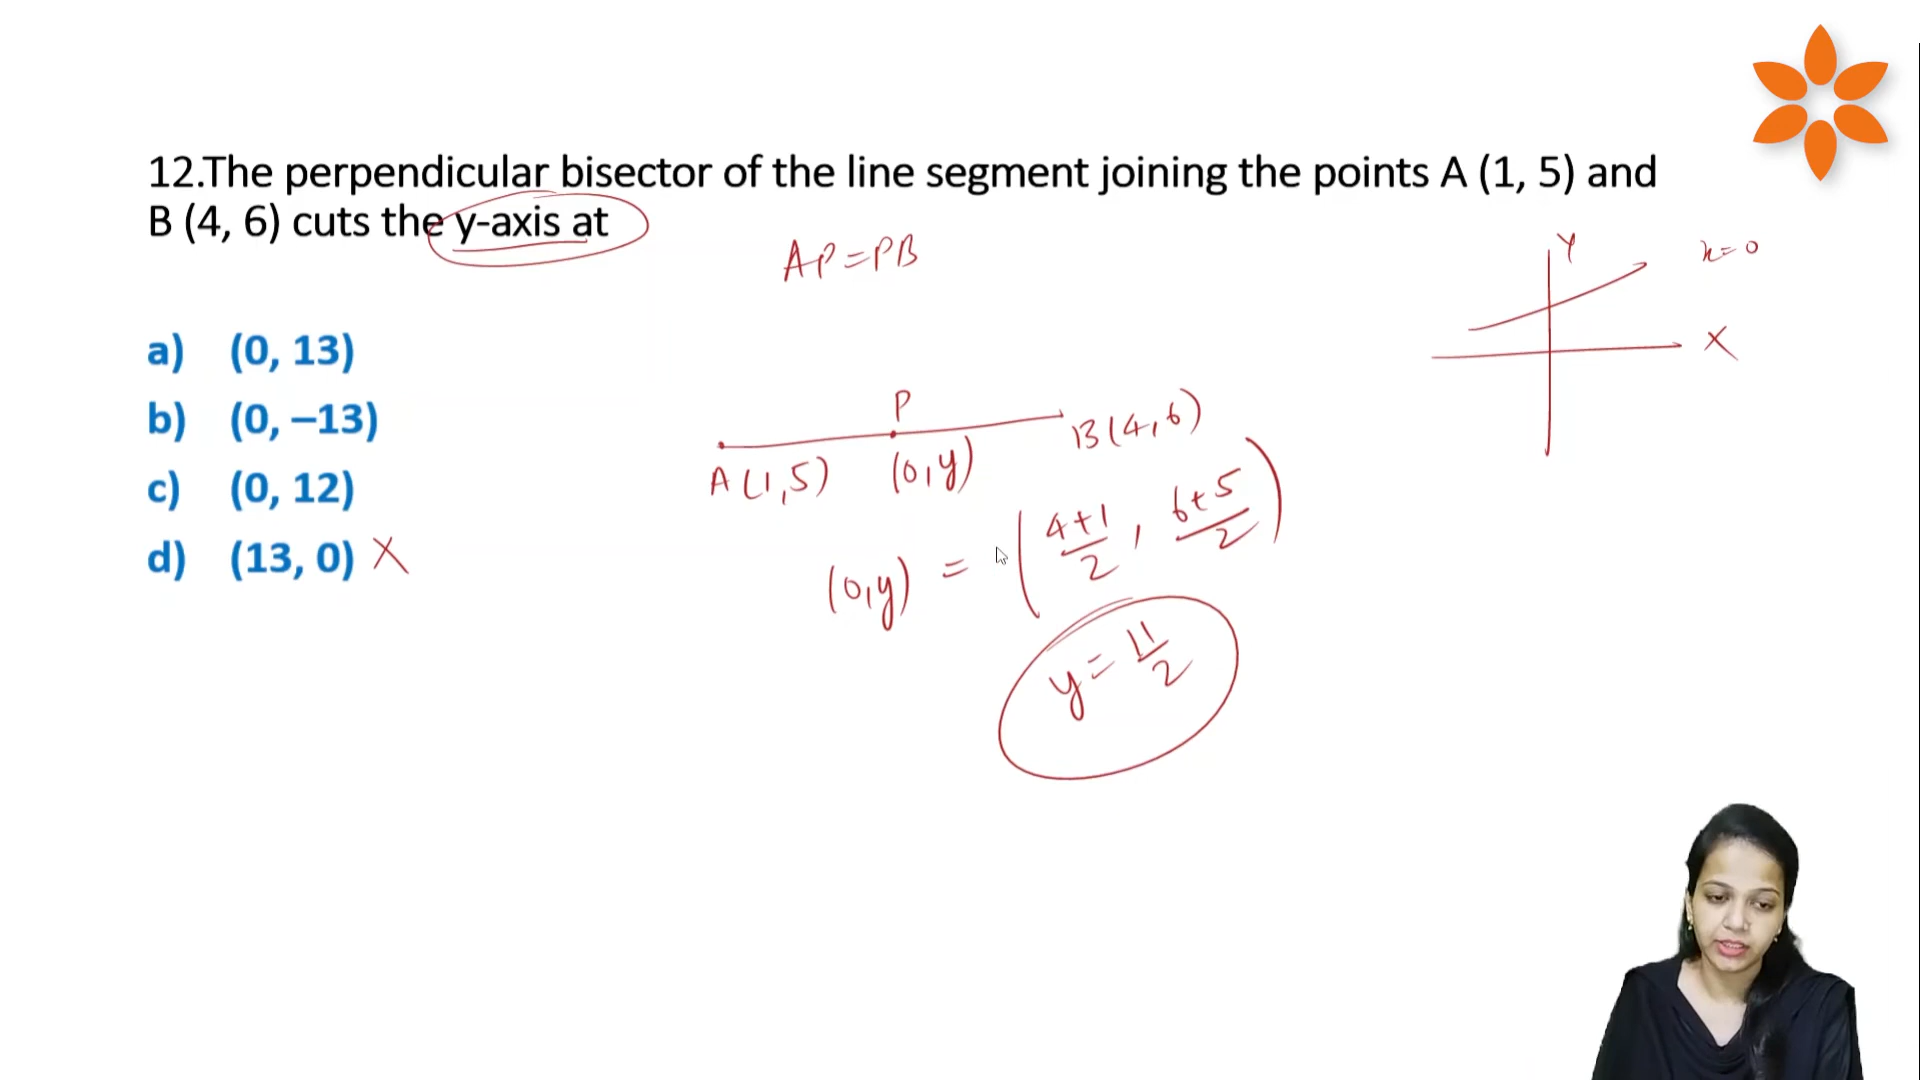 12.The perpendicular bisector of the line segment joining the points A (1, 5) and
B (4, 6) cuts the y-axis at
AP=PB
Y
x=0
X
a) (0, 13)
b) (0, –13)
c) (0, 12)
d) (13, 0) X
P
A(1,5)
(0,y)
B(4,6)
(0,y) = (4+1/2, 6+5/2)
y = 11/2